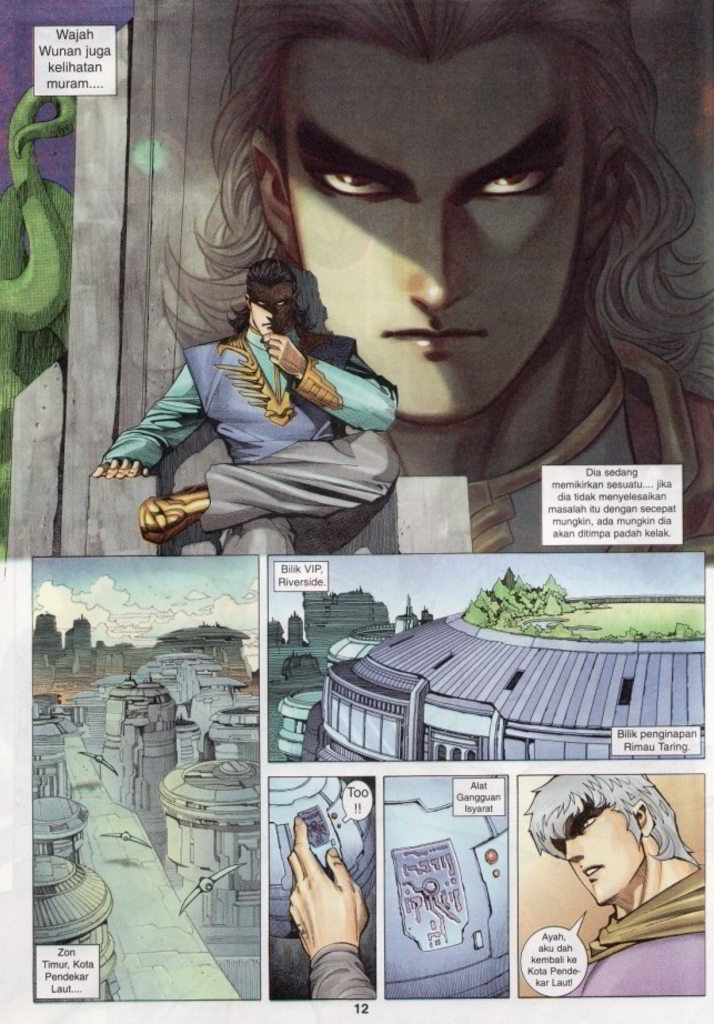 Wajah
Wunan juga
kelihatan
muram....
Dia sedang
memikirkan sesuatu.... jika
dia tidak menyelesaikan
masalah itu dengan secepat
mungkin, ada mungkin dia
akan ditimpa padah kelak.
Zon
Timur, Kota
Pendekar
Laut....
Bilik VIP,
Riverside.
Bilik penginapan
Rimau Taring.
Too
!!
Alat
Gangguan
Isyarat
Ayah,
aku dah
kembali ke
Kota Pende-
kar Laut!
12